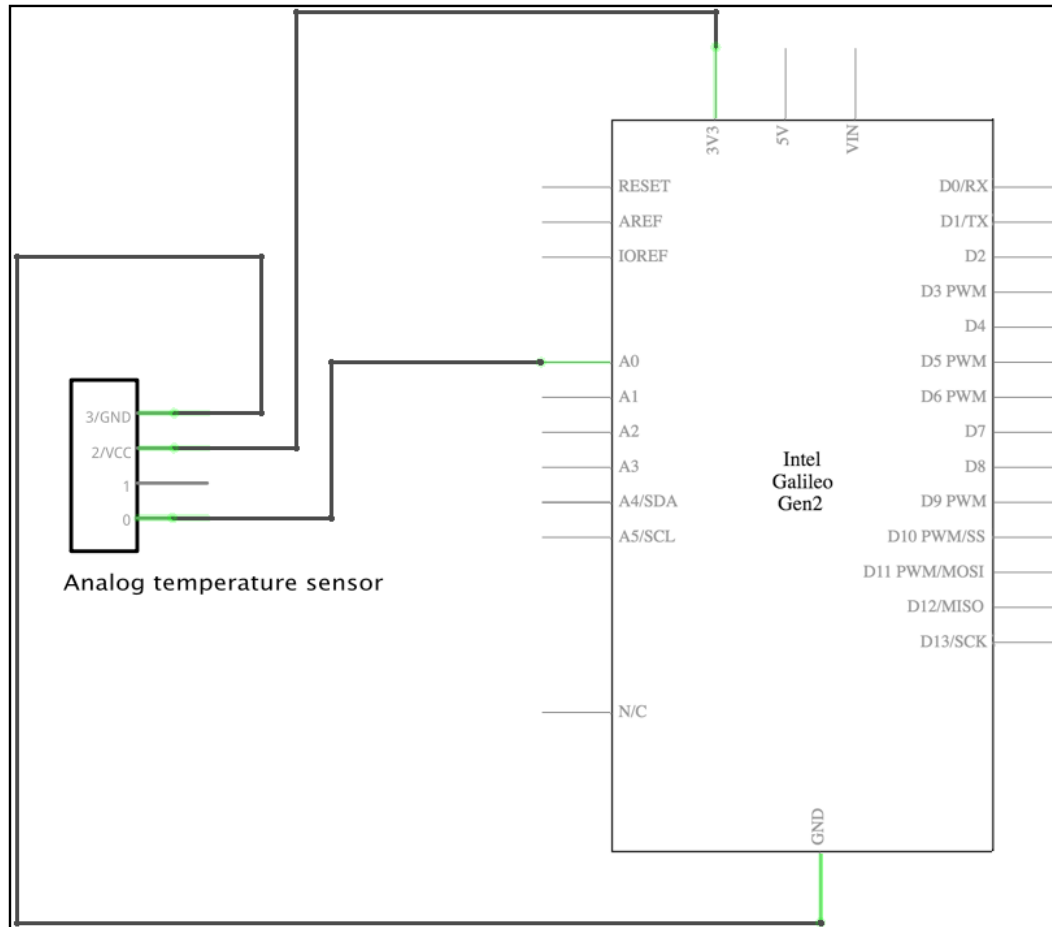 3V3
5V
VIN
RESET
AREF
IOREF
A0
A1
A2
A3
A4/SDA
A5/SCL
N/C
D0/RX
D1/TX
D2
D3 PWM
D4
D5 PWM
D6 PWM
D7
D8
D9 PWM
D10 PWM/SS
D11 PWM/MOSI
D12/MISO
D13/SCK
Intel
Galileo
Gen2
GND
3/GND
2/VCC
1
0
Analog temperature sensor